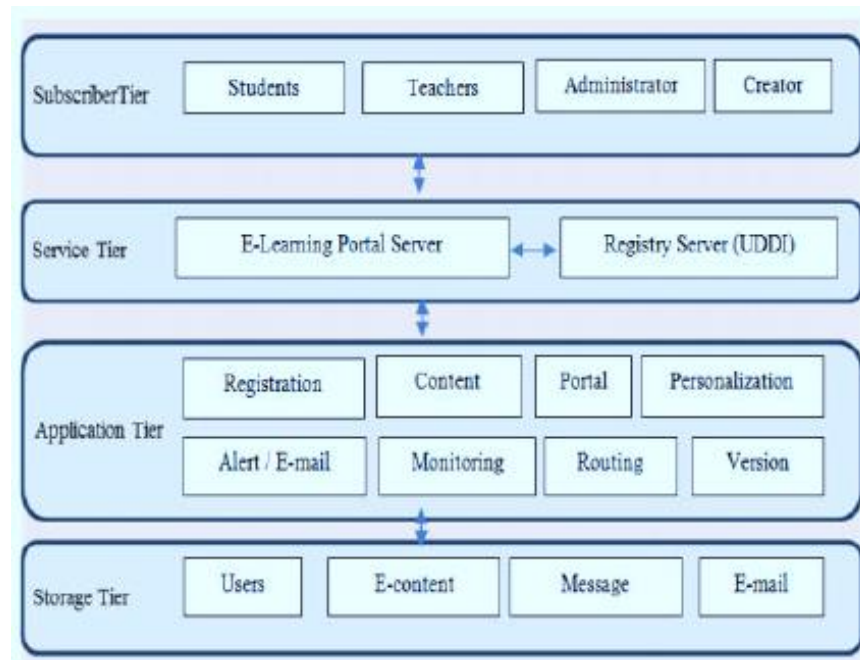 SubscriberTier
Students
Teachers
Administrator
Creator
Service Tier
E-Learning Portal Server
Registry Server (UDDI)
Application Tier
Registration
Content
Portal
Personalization
Alert / E-mail
Monitoring
Routing
Version
Storage Tier
Users
E-content
Message
E-mail